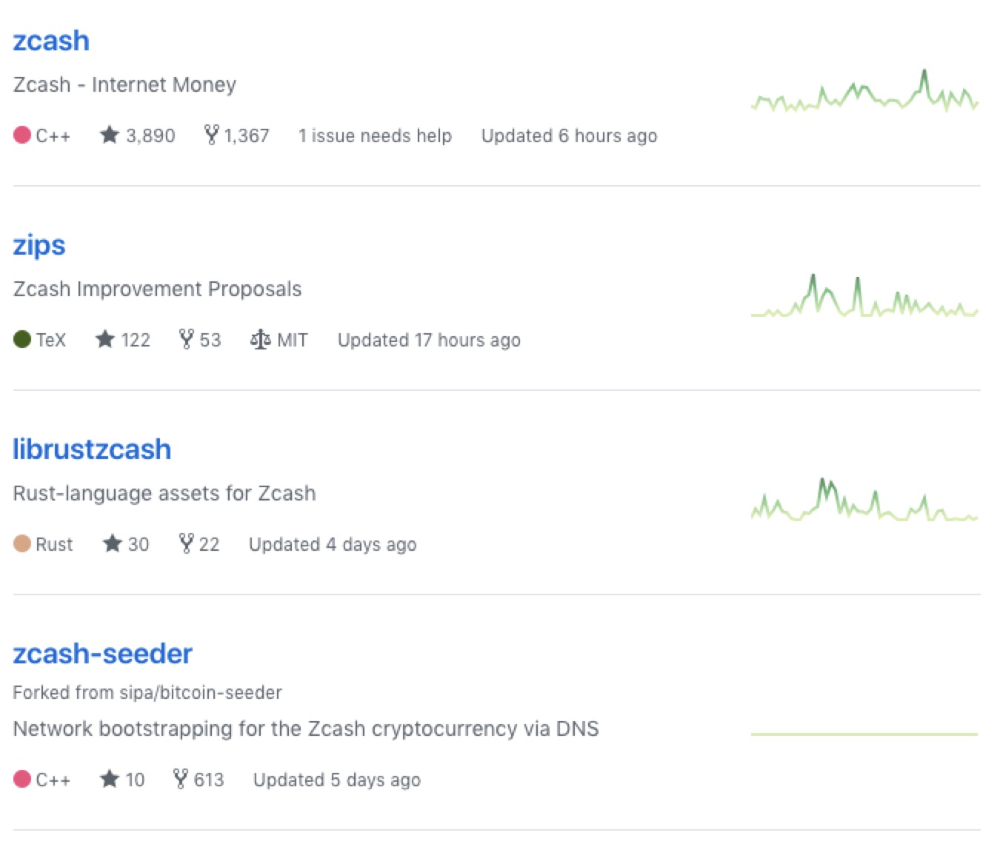 zcash
Zcash - Internet Money
C++ 3,890 1,367 1 issue needs help Updated 6 hours ago
zips
Zcash Improvement Proposals
TeX 122 53 MIT Updated 17 hours ago
librustzcash
Rust-language assets for Zcash
Rust 30 22 Updated 4 days ago
zcash-seeder
Forked from sipa/bitcoin-seeder
Network bootstrapping for the Zcash cryptocurrency via DNS
C++ 10 613 Updated 5 days ago